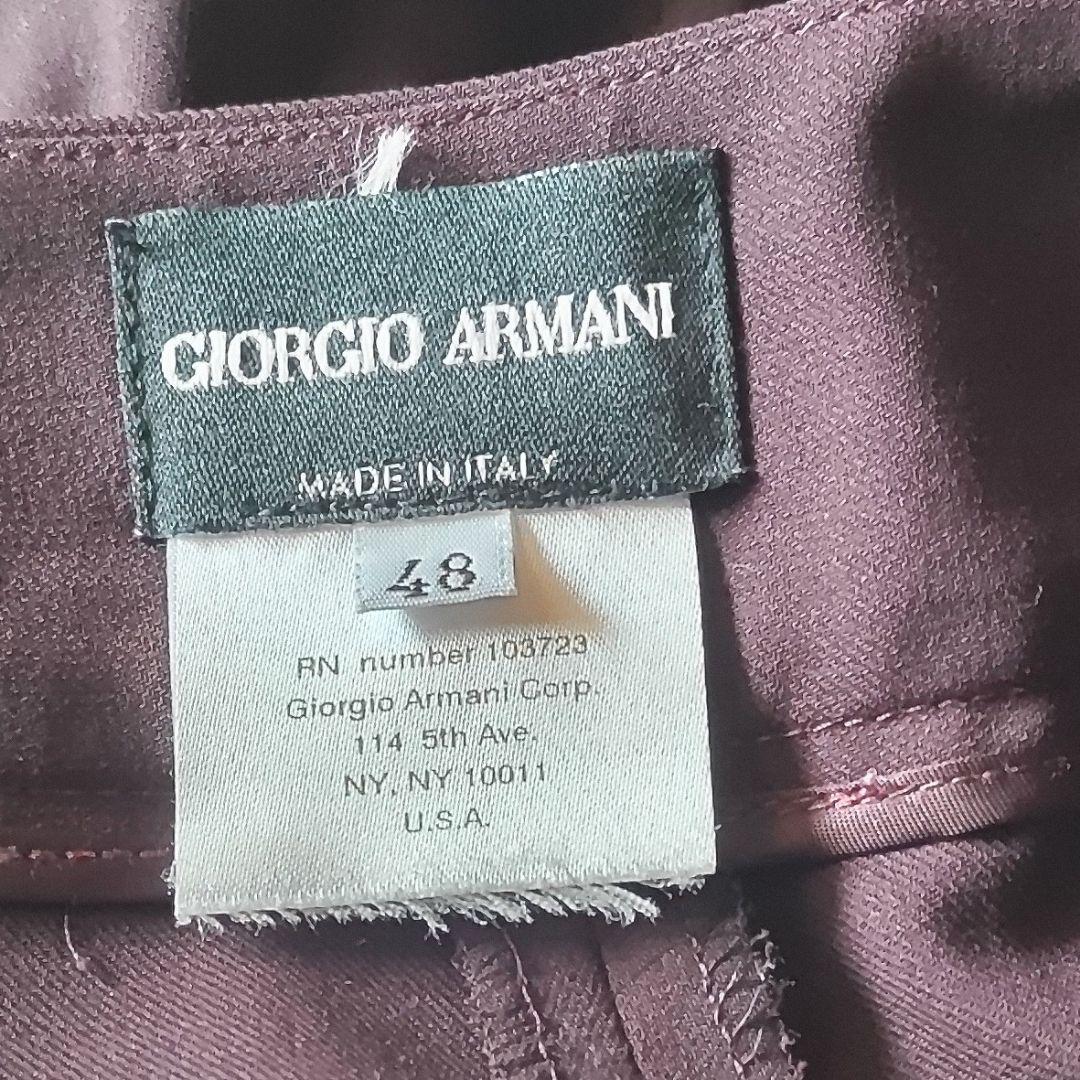 GIORGIO ARMANI
MADE IN ITALY
48
RN number 103723
Giorgio Armani Corp.
114 5th Ave.
NY, NY 10011
U.S.A.